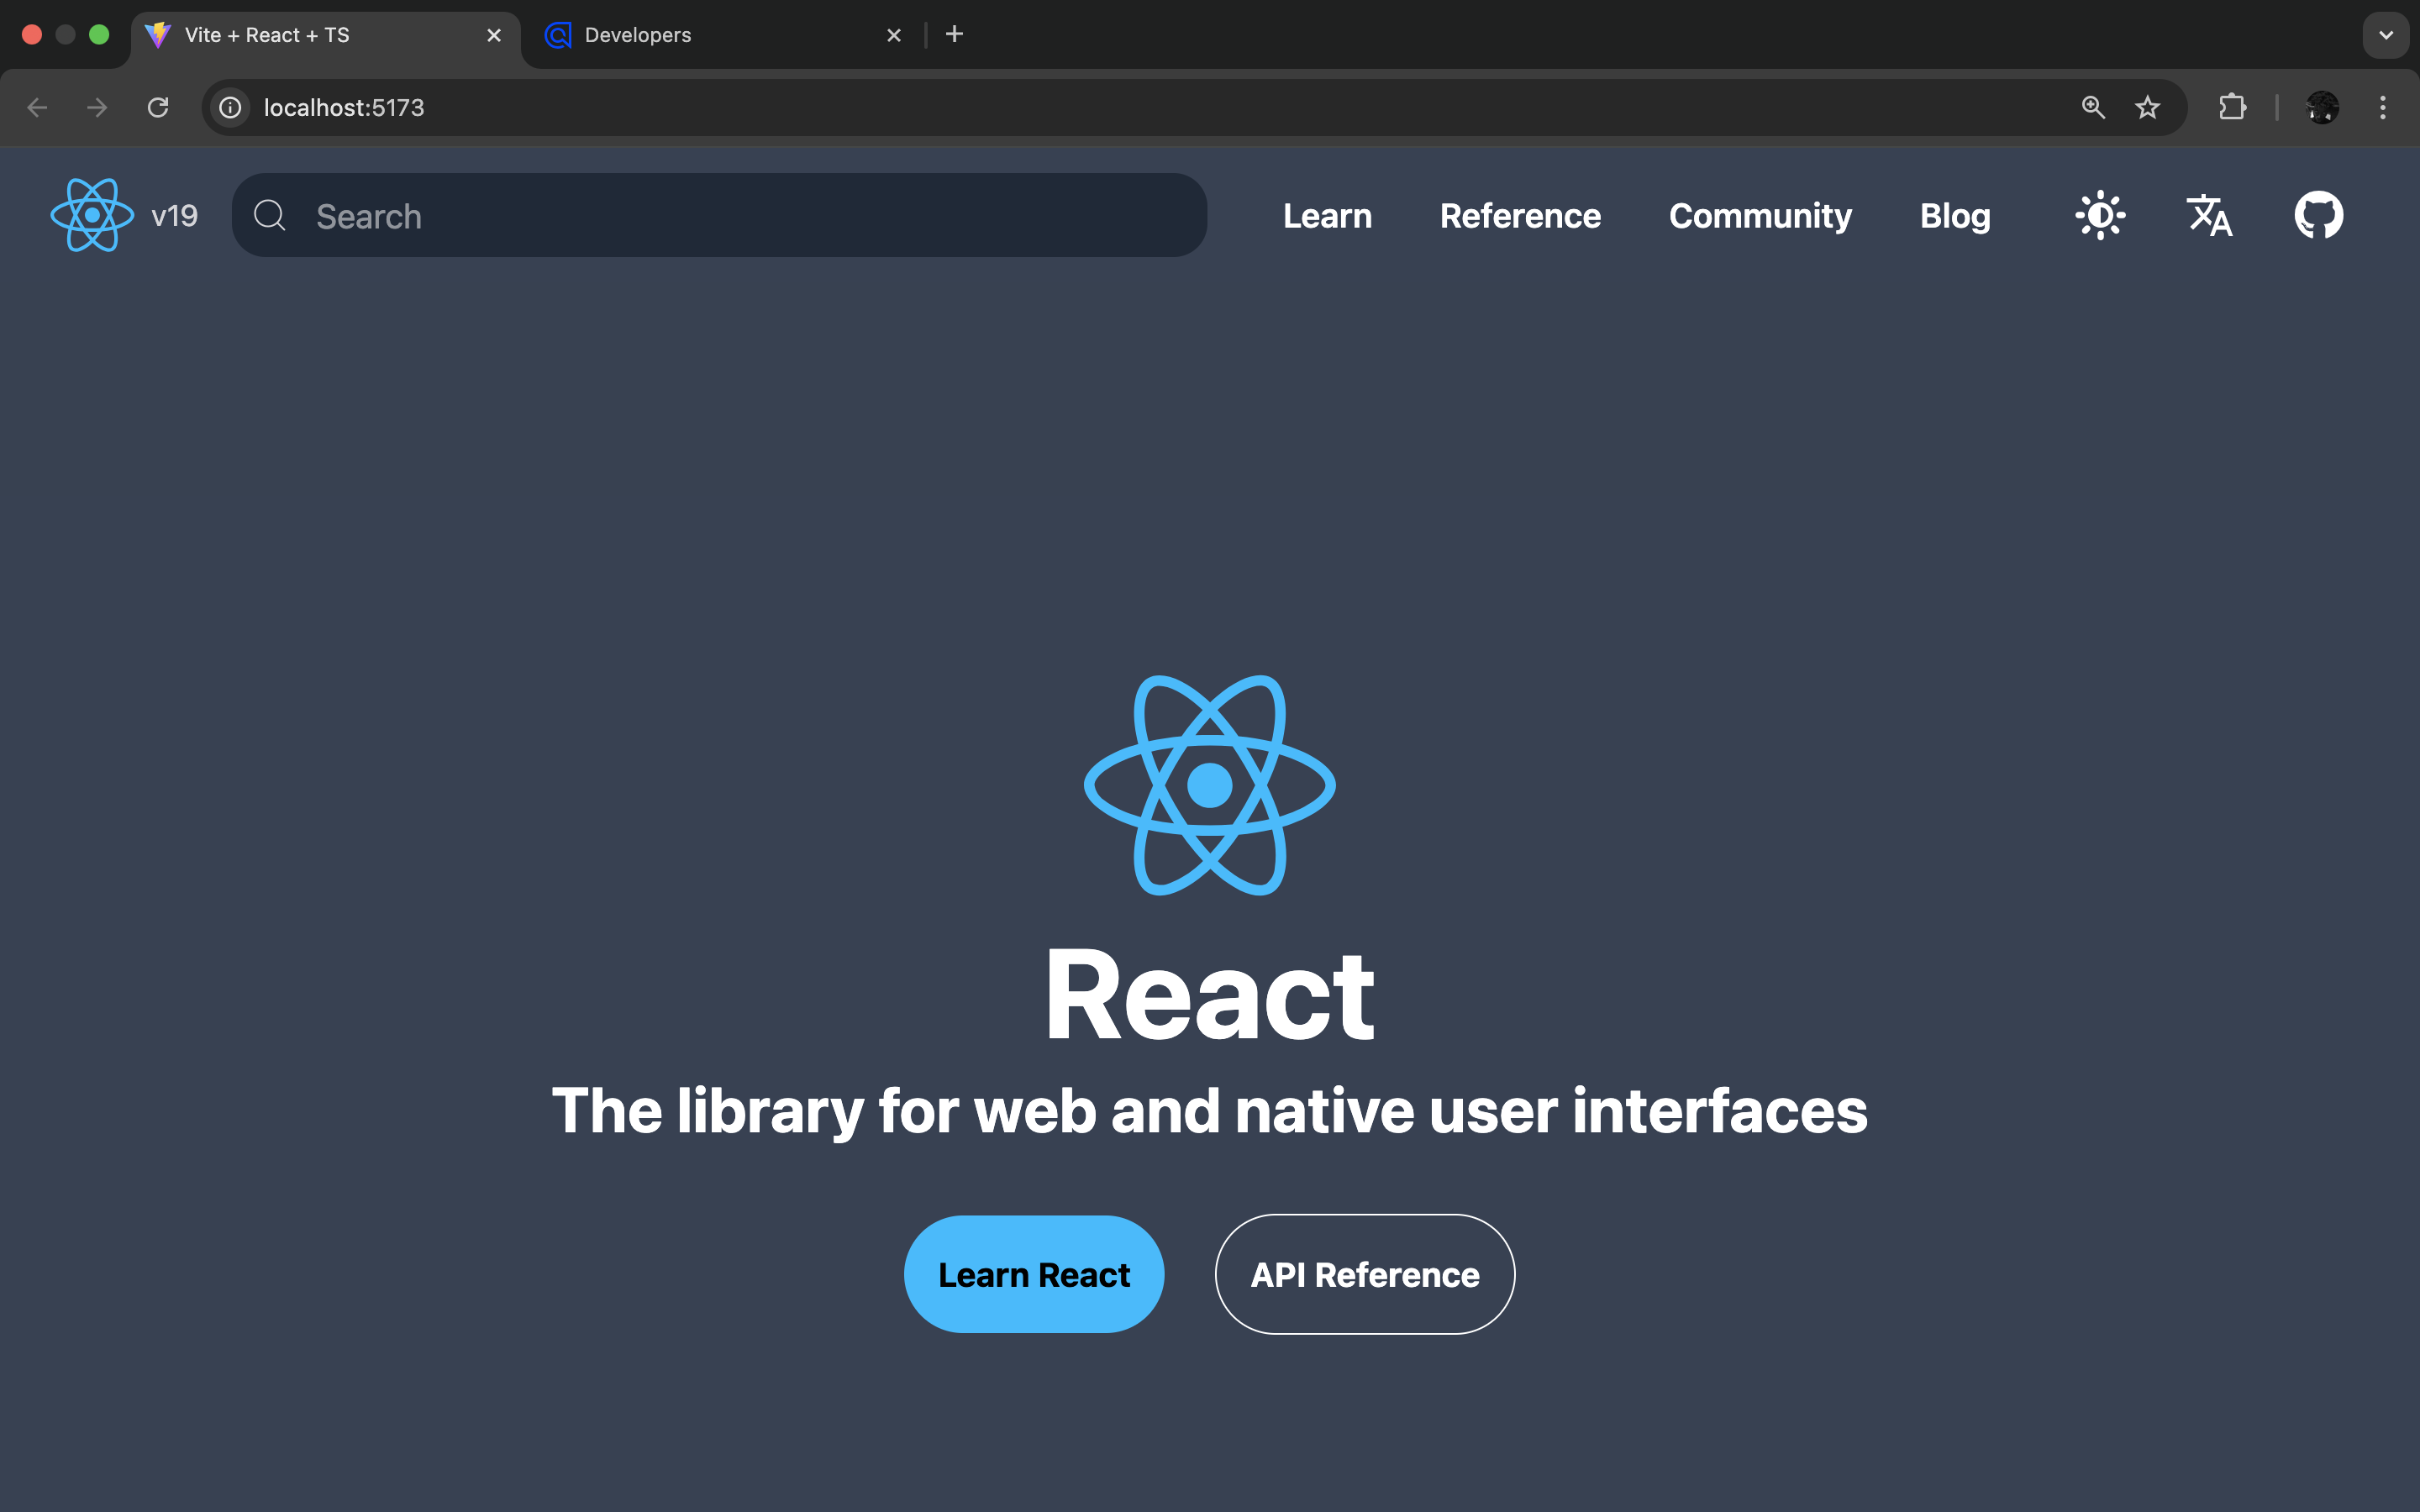 Vite + React + TS
Developers
localhost:5173
v19 Search Learn Reference Community Blog
React
The library for web and native user interfaces
Learn React API Reference